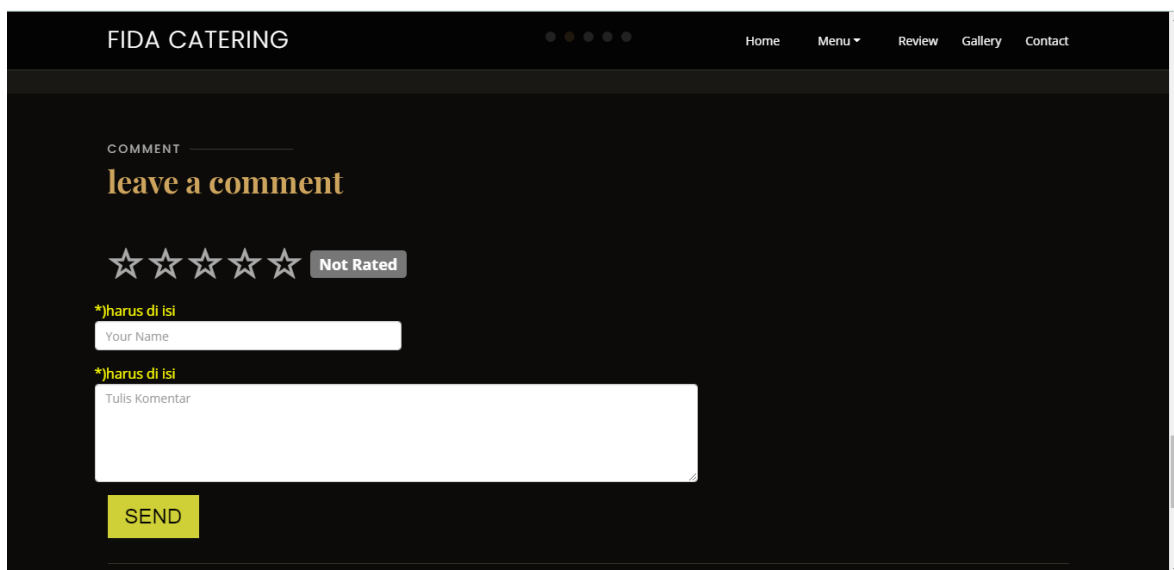 FIDA CATERING Home Menu Review Gallery Contact
COMMENT
leave a comment
Not Rated
*)harus di isi
Your Name
*)harus di isi
Tulis Komentar
SEND